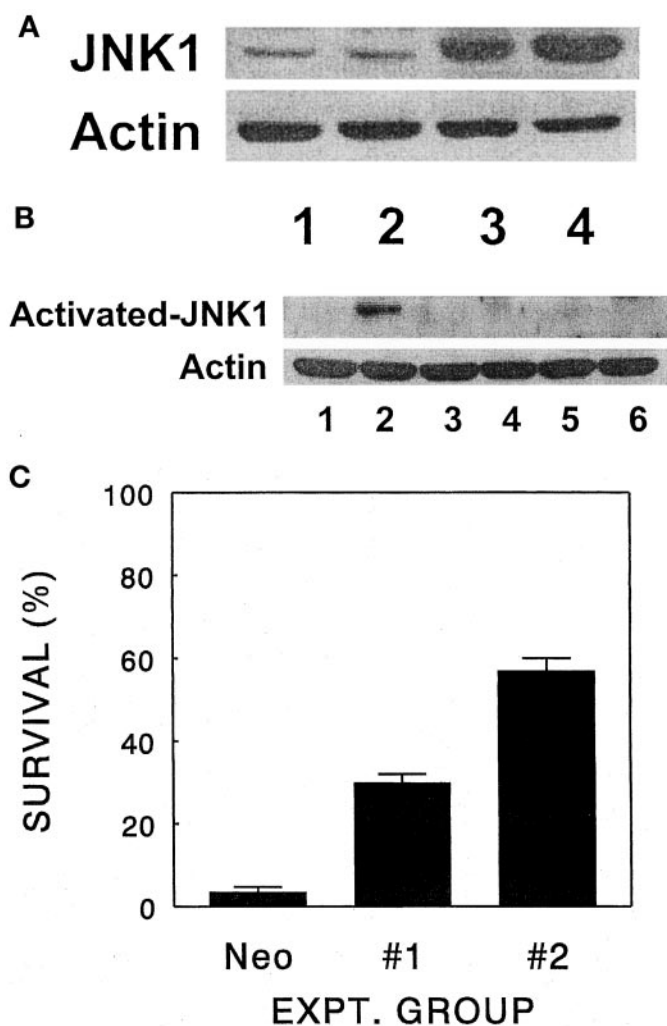 A
JNK1
Actin
1 2 3 4
B
Activated-JNK1
Actin
1 2 3 4 5 6
C
SURVIVAL (%)
100
80
60
40
20
0
Neo #1 #2
EXPT. GROUP